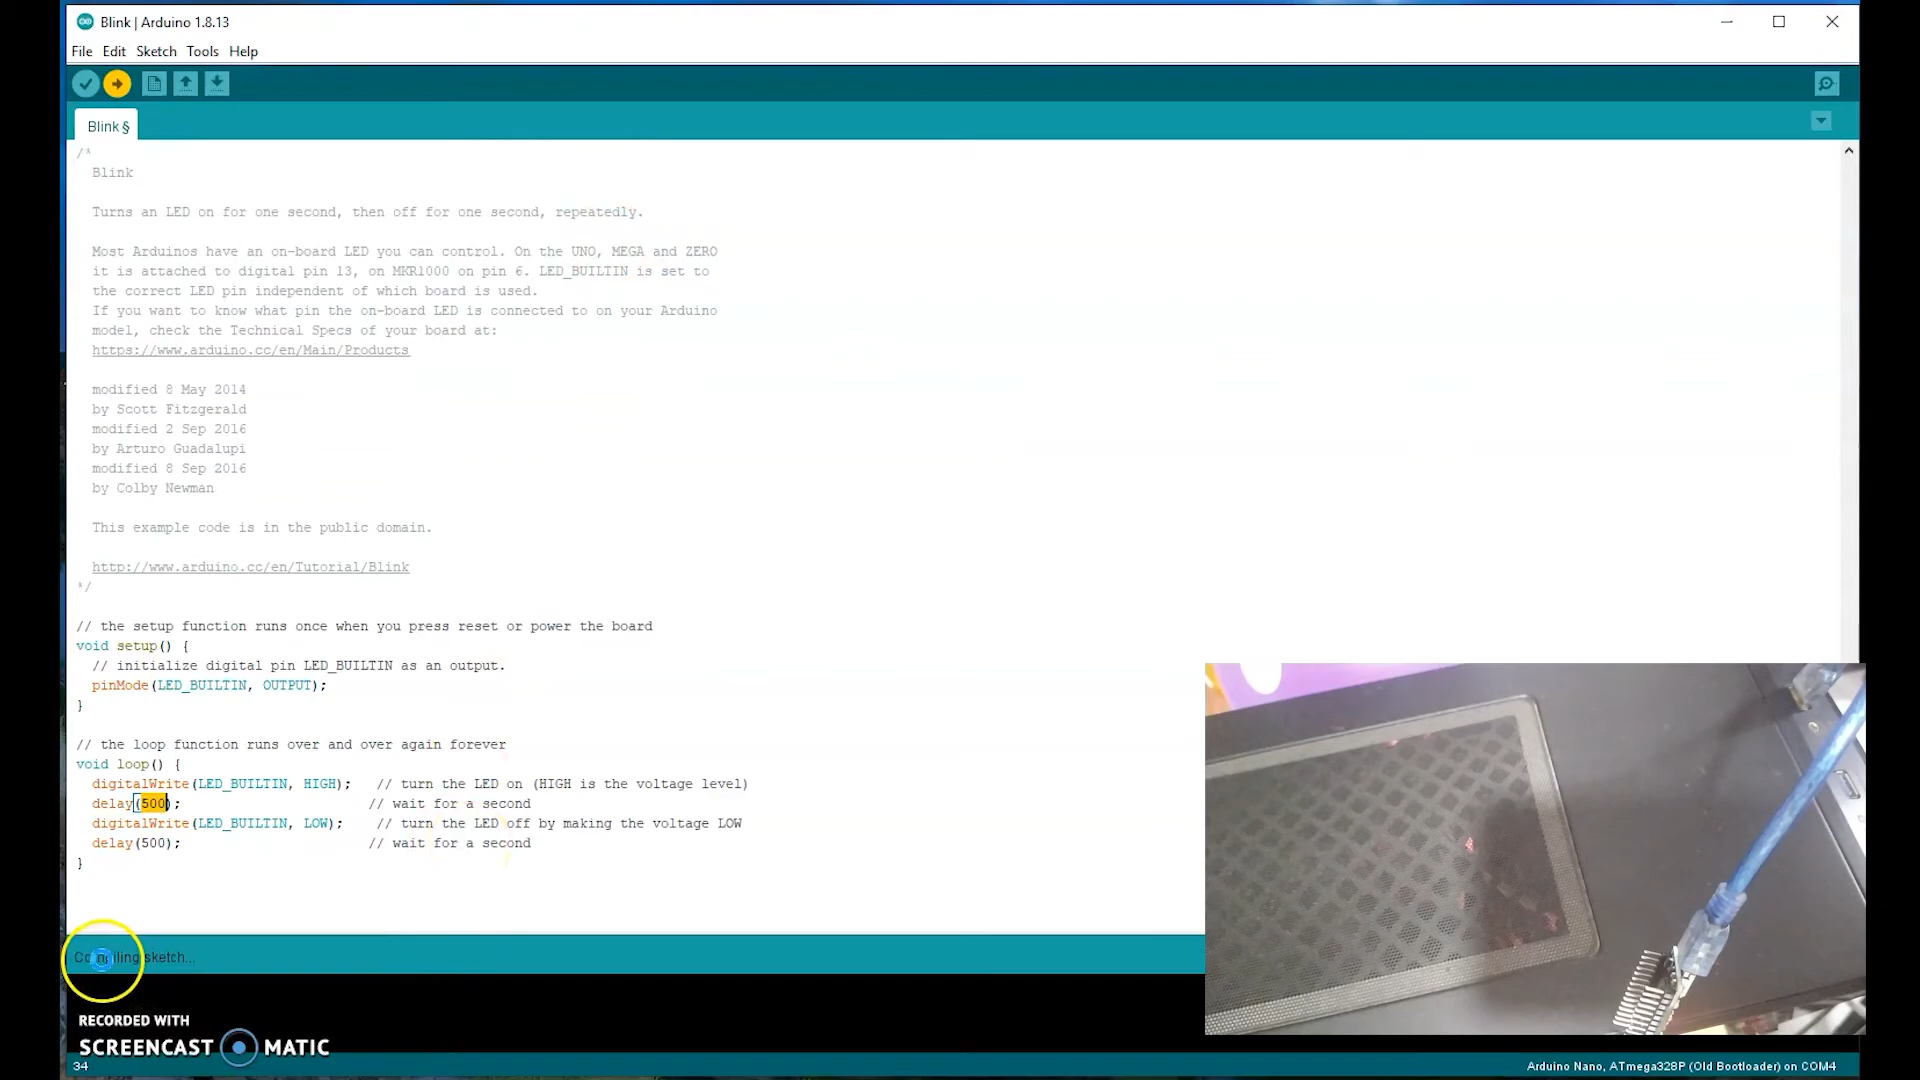 Blink | Arduino 1.8.13
File Edit Sketch Tools Help
Blink §
/*
Blink
Turns an LED on for one second, then off for one second, repeatedly.
Most Arduinos have an on-board LED you can control. On the UNO, MEGA and ZERO
it is attached to digital pin 13, on MKR1000 on pin 6. LED_BUILTIN is set to
the correct LED pin independent of which board is used.
If you want to know what pin the on-board LED is connected to on your Arduino
model, check the Technical Specs of your board at:
https://www.arduino.cc/en/Main/Products
modified 8 May 2014
by Scott Fitzgerald
modified 2 Sep 2016
by Arturo Guadalupi
modified 8 Sep 2016
by Colby Newman
This example code is in the public domain.
http://www.arduino.cc/en/Tutorial/Blink
*/
// the setup function runs once when you press reset or power the board
void setup() {
// initialize digital pin LED_BUILTIN as an output.
pinMode(LED_BUILTIN, OUTPUT);
}
// the loop function runs over and over again forever
void loop() {
digitalWrite(LED_BUILTIN, HIGH); // turn the LED on (HIGH is the voltage level)
delay(500); // wait for a second
digitalWrite(LED_BUILTIN, LOW); // turn the LED off by making the voltage LOW
delay(500); // wait for a second
}
Compiling sketch...
RECORDED WITH
SCREENCAST MATIC
34 Arduino Nano, ATmega328P (Old Bootloader) on COM4